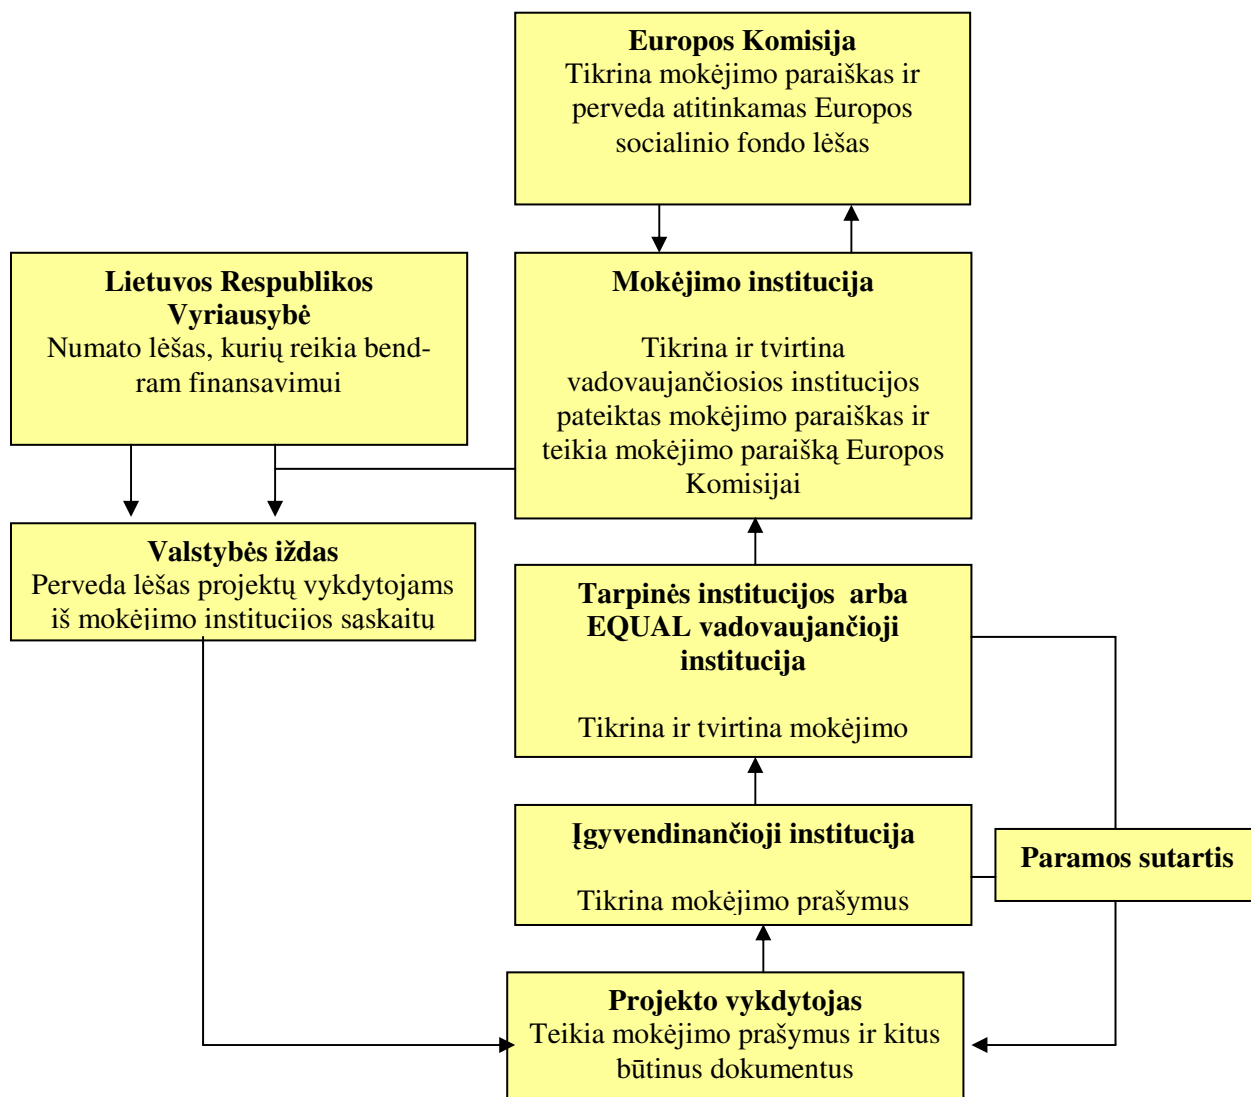 Europos Komisija
Tikrina mokėjimo paraiškas ir
perveda atitinkamas Europos
socialinio fondo lėšas
Lietuvos Respublikos
Vyriausybė
Numato lėšas, kurių reikia bend-
ram finansavimui
Mokėjimo institucija
Tikrina ir tvirtina
vadovaujančiosios institucijos
pateiktas mokėjimo paraiškas ir
teikia mokėjimo paraišką Europos
Komisijai
Valstybės iždas
Perveda lėšas projektų vykdytojams
iš mokėjimo institucijos sąskaitų
Tarpinės institucijos arba
EQUAL vadovaujančioji
institucija
Tikrina ir tvirtina mokėjimo
Įgyvendinančioji institucija
Tikrina mokėjimo prašymus
Paramos sutartis
Projekto vykdytojas
Teikia mokėjimo prašymus ir kitus
būtinus dokumentus